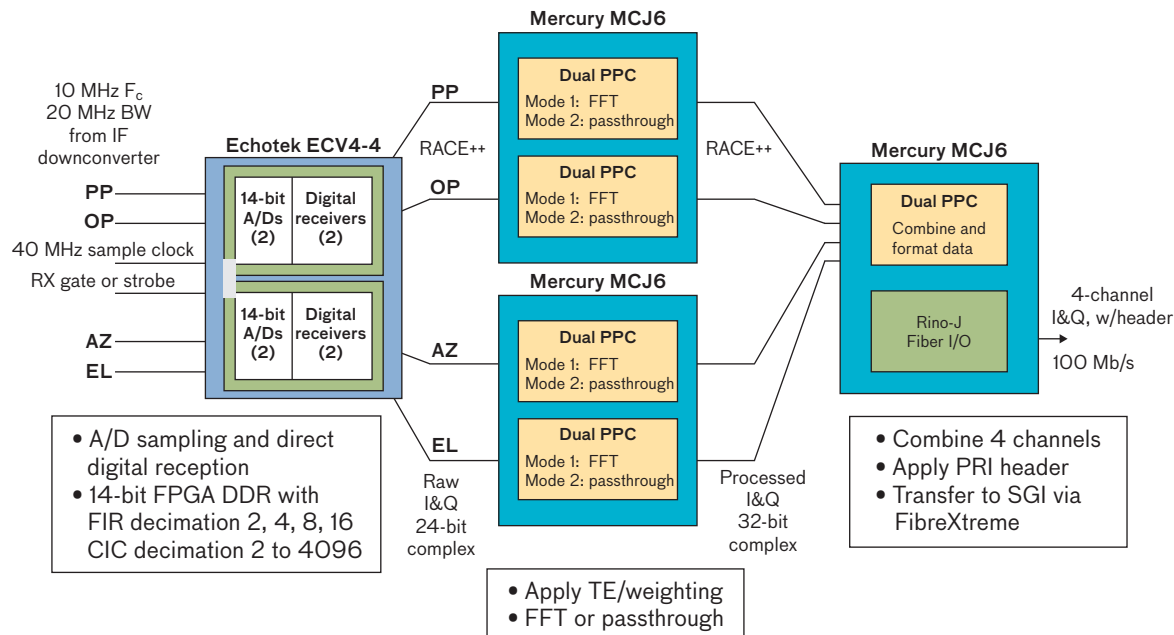 Mercury MCJ6
10 MHz Fc
20 MHz BW
from IF
downconverter
Echotek ECV4-4
PP
OP
40 MHz sample clock
RX gate or strobe
AZ
EL
14-bit
A/Ds
(2)
Digital
receivers
(2)
14-bit
A/Ds
(2)
Digital
receivers
(2)
PP
RACE++
OP
Dual PPC
Mode 1: FFT
Mode 2: passthrough
Dual PPC
Mode 1: FFT
Mode 2: passthrough
RACE++
Mercury MCJ6
AZ
EL
Dual PPC
Mode 1: FFT
Mode 2: passthrough
Dual PPC
Mode 1: FFT
Mode 2: passthrough
Raw
I&Q
24-bit
complex
Processed
I&Q
32-bit
complex
Mercury MCJ6
Dual PPC
Combine and
format data
Rino-J
Fiber I/O
4-channel
I&Q, w/header
100 Mb/s
• A/D sampling and direct
digital reception
• 14-bit FPGA DDR with
FIR decimation 2, 4, 8, 16
CIC decimation 2 to 4096
• Apply TE/weighting
• FFT or passthrough
• Combine 4 channels
• Apply PRI header
• Transfer to SGI via
FibreXtreme